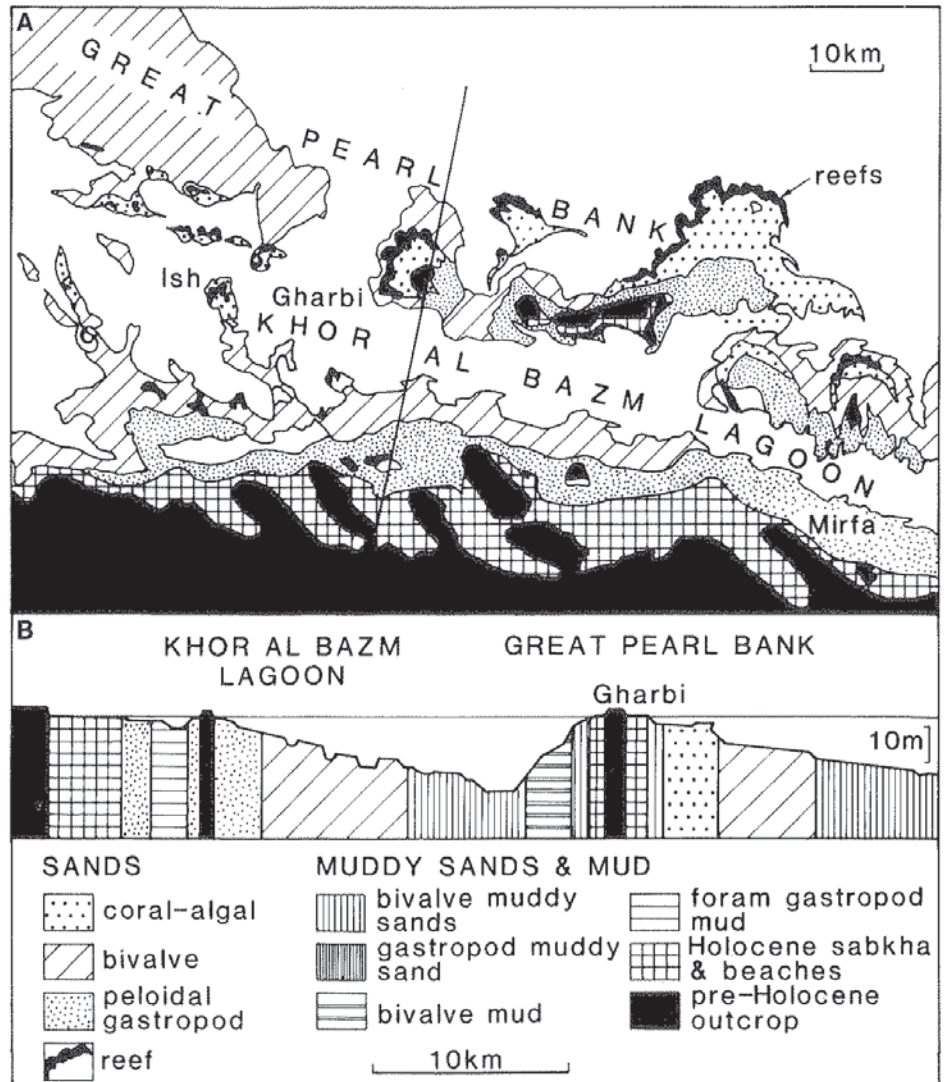 A
10km
GREAT
PEARL
BANK
reefs
Ish
Gharbi
KHOR
AL
BAZM
LAGOON
Mirfa
B
KHOR AL BAZM
LAGOON
GREAT PEARL BANK
Gharbi
10m
SANDS
coral-algal
bivalve
peloidal
gastropod
reef
MUDDY SANDS & MUD
bivalve muddy
sands
gastropod muddy
sand
bivalve mud
foram gastropod
mud
Holocene sabkha
& beaches
pre-Holocene
outcrop
10km